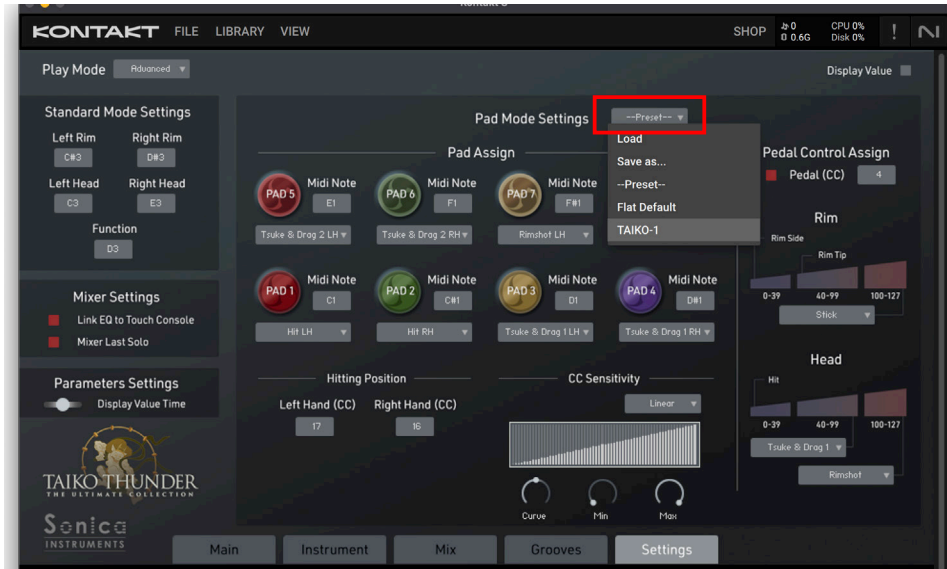 Kontakt 8
KONTAKT FILE LIBRARY VIEW SHOP 0 0.6G CPU 0% Disk 0% !
Play Mode Advanced
Display Value
Standard Mode Settings
Left Rim Right Rim
C#3 D#3
Left Head Right Head
C3 E3
Function
D3
Mixer Settings
Link EQ to Touch Console
Mixer Last Solo
Parameters Settings
Display Value Time
TAIKO THUNDER
THE ULTIMATE COLLECTION
Sonica
INSTRUMENTS
Pad Mode Settings --Preset--
Load
Save as...
--Preset--
Flat Default
TAIKO-1
Pad Assign
PAD 5 Midi Note E1
Tsuke & Drag 2 LH
PAD 6 Midi Note F1
Tsuke & Drag 2 RH
PAD 7 Midi Note F#1
Rimshot LH
PAD 1 Midi Note C1
Hit LH
PAD 2 Midi Note C#1
Hit RH
PAD 3 Midi Note D1
Tsuke & Drag 1 LH
PAD 4 Midi Note D#1
Tsuke & Drag 1 RH
Hitting Position
Left Hand (CC) Right Hand (CC)
17 16
CC Sensitivity
Linear
Curve Min Max
Pedal Control Assign
Pedal (CC) 4
Rim
Rim Side
Rim Tip
0-39 40-99 100-127
Stick
Head
Hit
0-39 40-99 100-127
Tsuke & Drag 1
Rimshot
Main Instrument Mix Grooves Settings